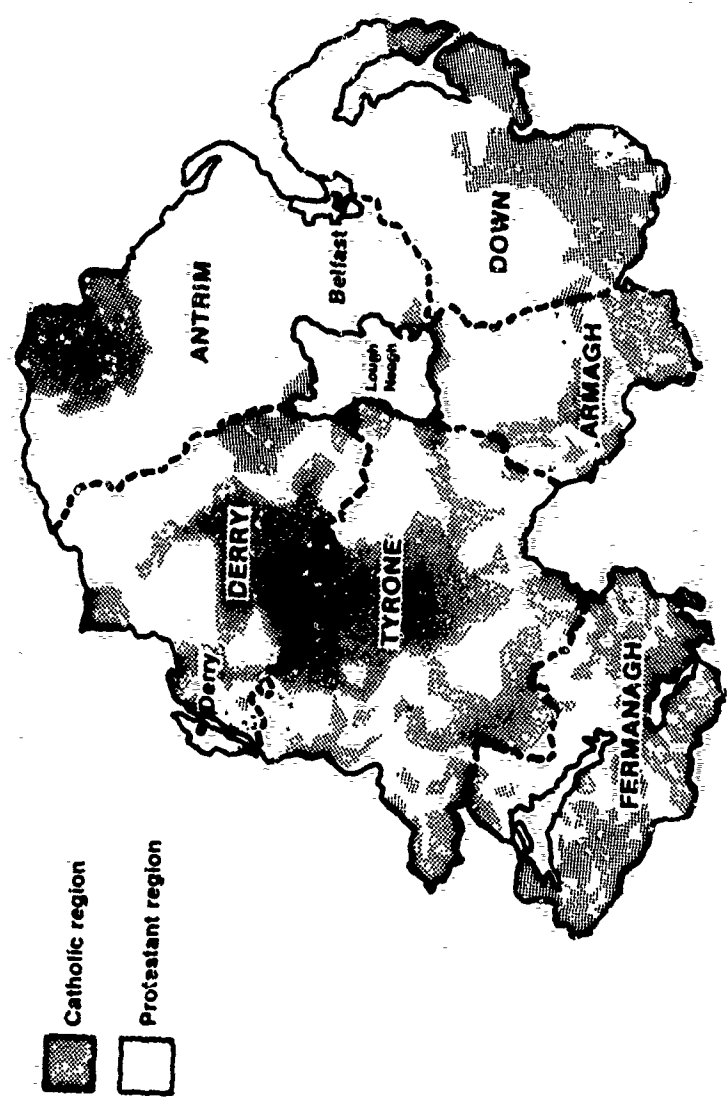 Catholic region
Protestant region
ANTRIM
Belfast
DERRY
Derry
Lough
Neagh
TYRONE
DOWN
ARMAGH
FERMANAGH